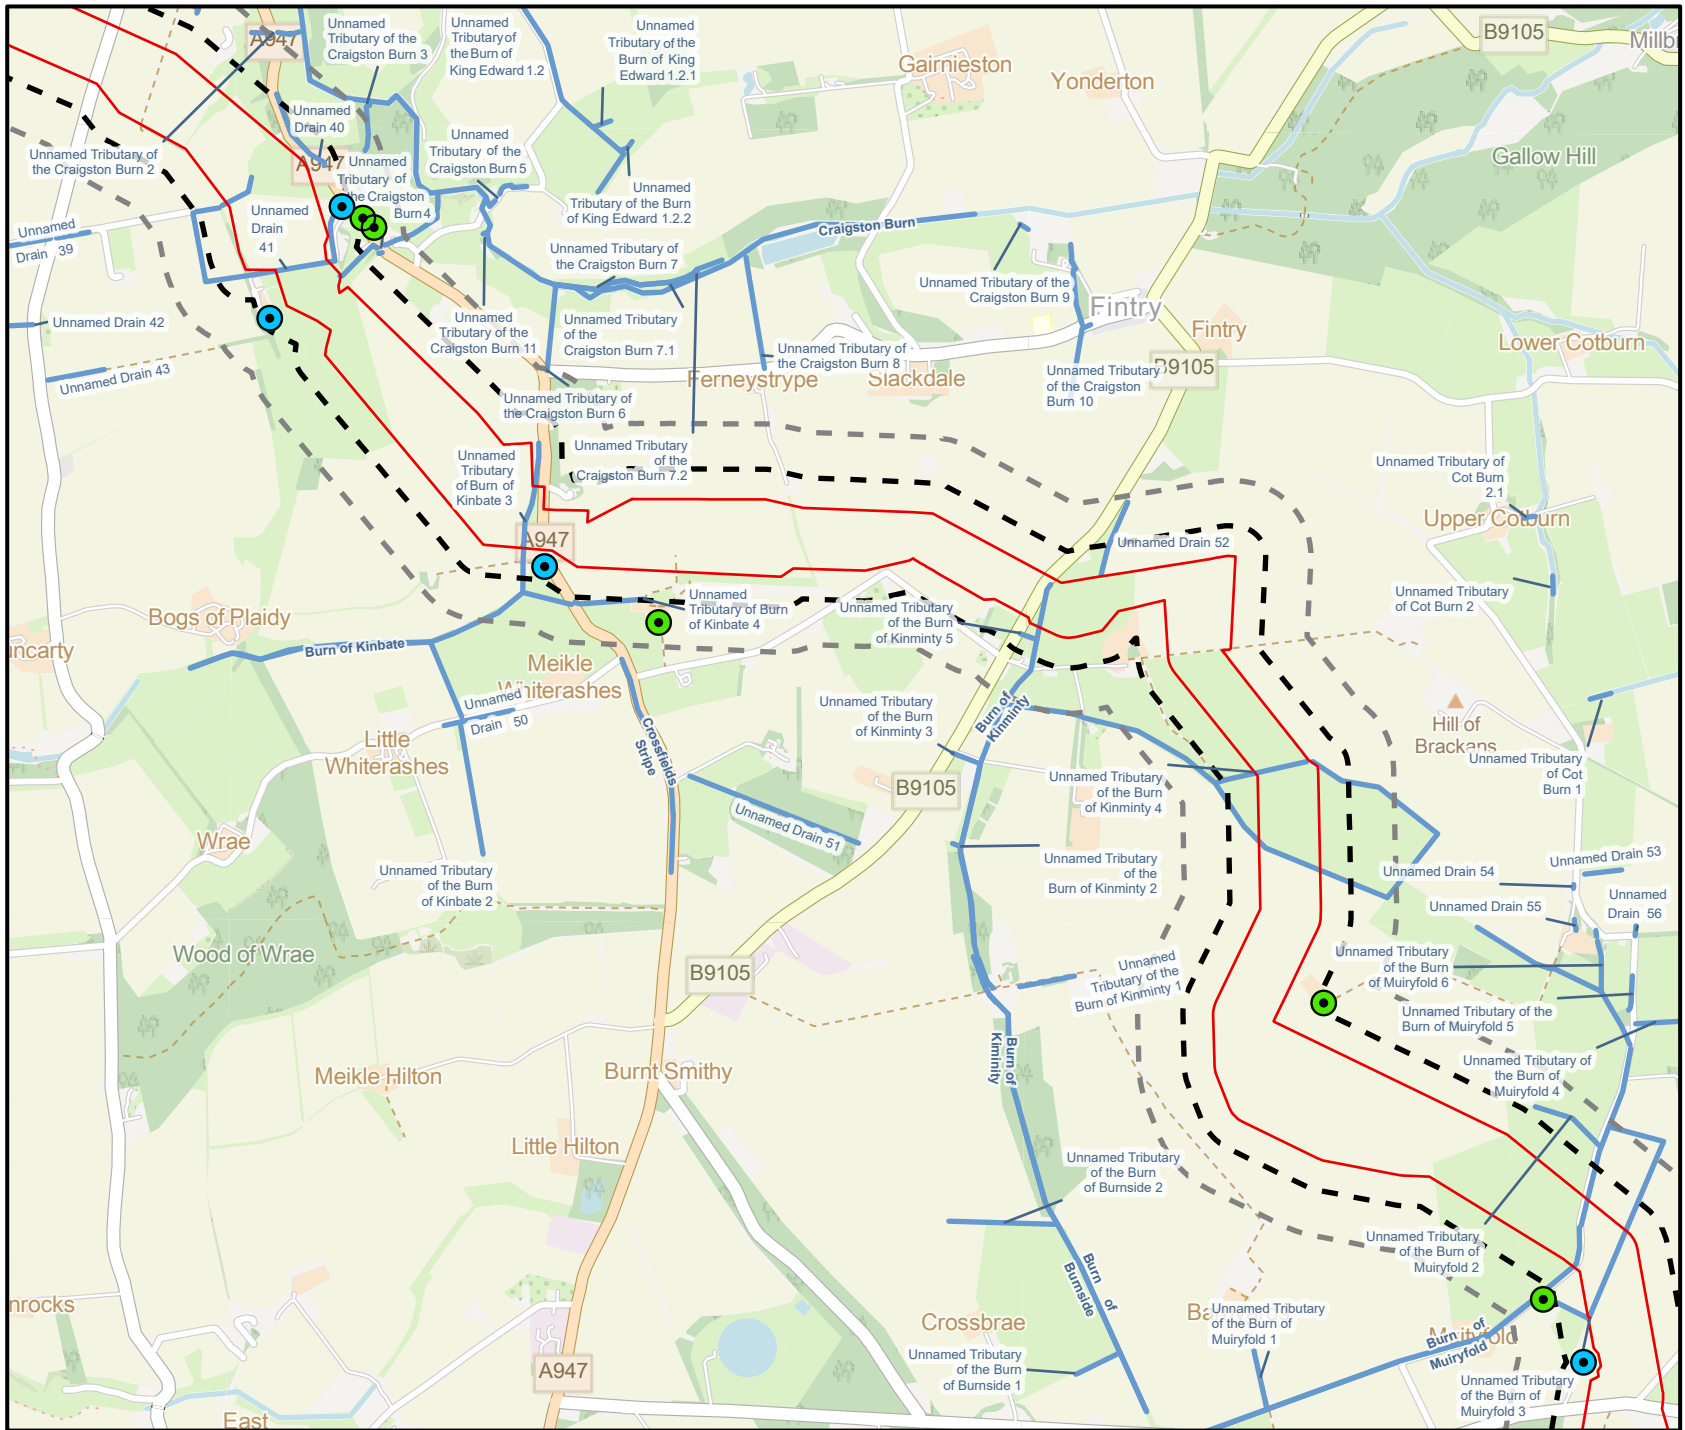 A947
Unnamed
Tributary of the
Craigston Burn 3
Unnamed
Tributary of
the Burn of
King Edward 1.2
Unnamed
Tributary of the
Burn of King
Edward 1.2.1
Gairnieston
Yonderton
B9105
Unnamed
Drain 40
Unnamed Tributary of
the Craigston Burn 2
A947
Unnamed
Tributary of
the Craigston
Burn 4
Unnamed
Tributary of the
Craigston Burn 5
Gallow Hill
Unnamed
Tributary of the Burn
of King Edward 1.2.2
Unnamed
Drain 39
Unnamed
Drain
41
Craigston Burn
Unnamed Tributary of
the Craigston Burn 7
Unnamed Tributary of the
Craigston Burn 9
Fintry
Unnamed Drain 42
Unnamed
Tributary of the
Craigston Burn 11
Unnamed Tributary
of the
Craigston Burn 7.1
Fintry
Lower Cotburn
Unnamed Drain 43
Unnamed Tributary of
the Craigston Burn 8
Ferneystrype
Slackdale
Unnamed Tributary
of the Craigston
Burn 10
B9105
Unnamed Tributary of
the Craigston Burn 6
Unnamed
Tributary
of Burn of
Kinbate 3
Unnamed Tributary
of the
Craigston Burn 7.2
Unnamed Tributary of
Cot Burn
2.1
Upper Cotburn
A947
Unnamed Drain 52
Unnamed Tributary
of Cot Burn 2
Bogs of Plaidy
uncarty
Burn of Kinbate
Unnamed
Tributary of Burn
of Kinbate 4
Unnamed Tributary
of the Burn
of Kinminty 5
Meikle
Whiterashes
Unnamed
Drain 50
Crossfields
Stripe
Unnamed Tributary
of the Burn
of Kinminty 3
Burn of
Kinminty
Hill of
Brackans
Little
Whiterashes
Unnamed Tributary
of Cot
Burn 1
B9105
Unnamed Tributary
of the Burn
of Kinminty 4
Unnamed Drain 51
Wrae
Unnamed Tributary
of the Burn
of Kinbate 2
Unnamed Tributary
of the
Burn of Kinminty 2
Unnamed Drain 53
Unnamed Drain 54
Unnamed
Drain 56
Unnamed Drain 55
Wood of Wrae
B9105
Unnamed
Tributary of the
Burn of Kinminty 1
Unnamed Tributary
of the Burn
of Muiryfold 6
Unnamed Tributary of the
Burn of Muiryfold 5
Burn of
Kiminity
Meikle Hilton
Burnt Smithy
Unnamed Tributary of
the Burn of
Muiryfold 4
Little Hilton
Unnamed Tributary
of the Burn
of Burnside 2
Unnamed Tributary
of the Burn of
Muiryfold 2
Burn of
Burnside
nrocks
Crossbrae
Unnamed Tributary
of the Burn of
Muiryfold 1
Burn of
Muiryfold
Muiryfold
Unnamed Tributary
of the Burn
of Burnside 1
A947
Unnamed Tributary
of the Burn of
Muiryfold 3
East